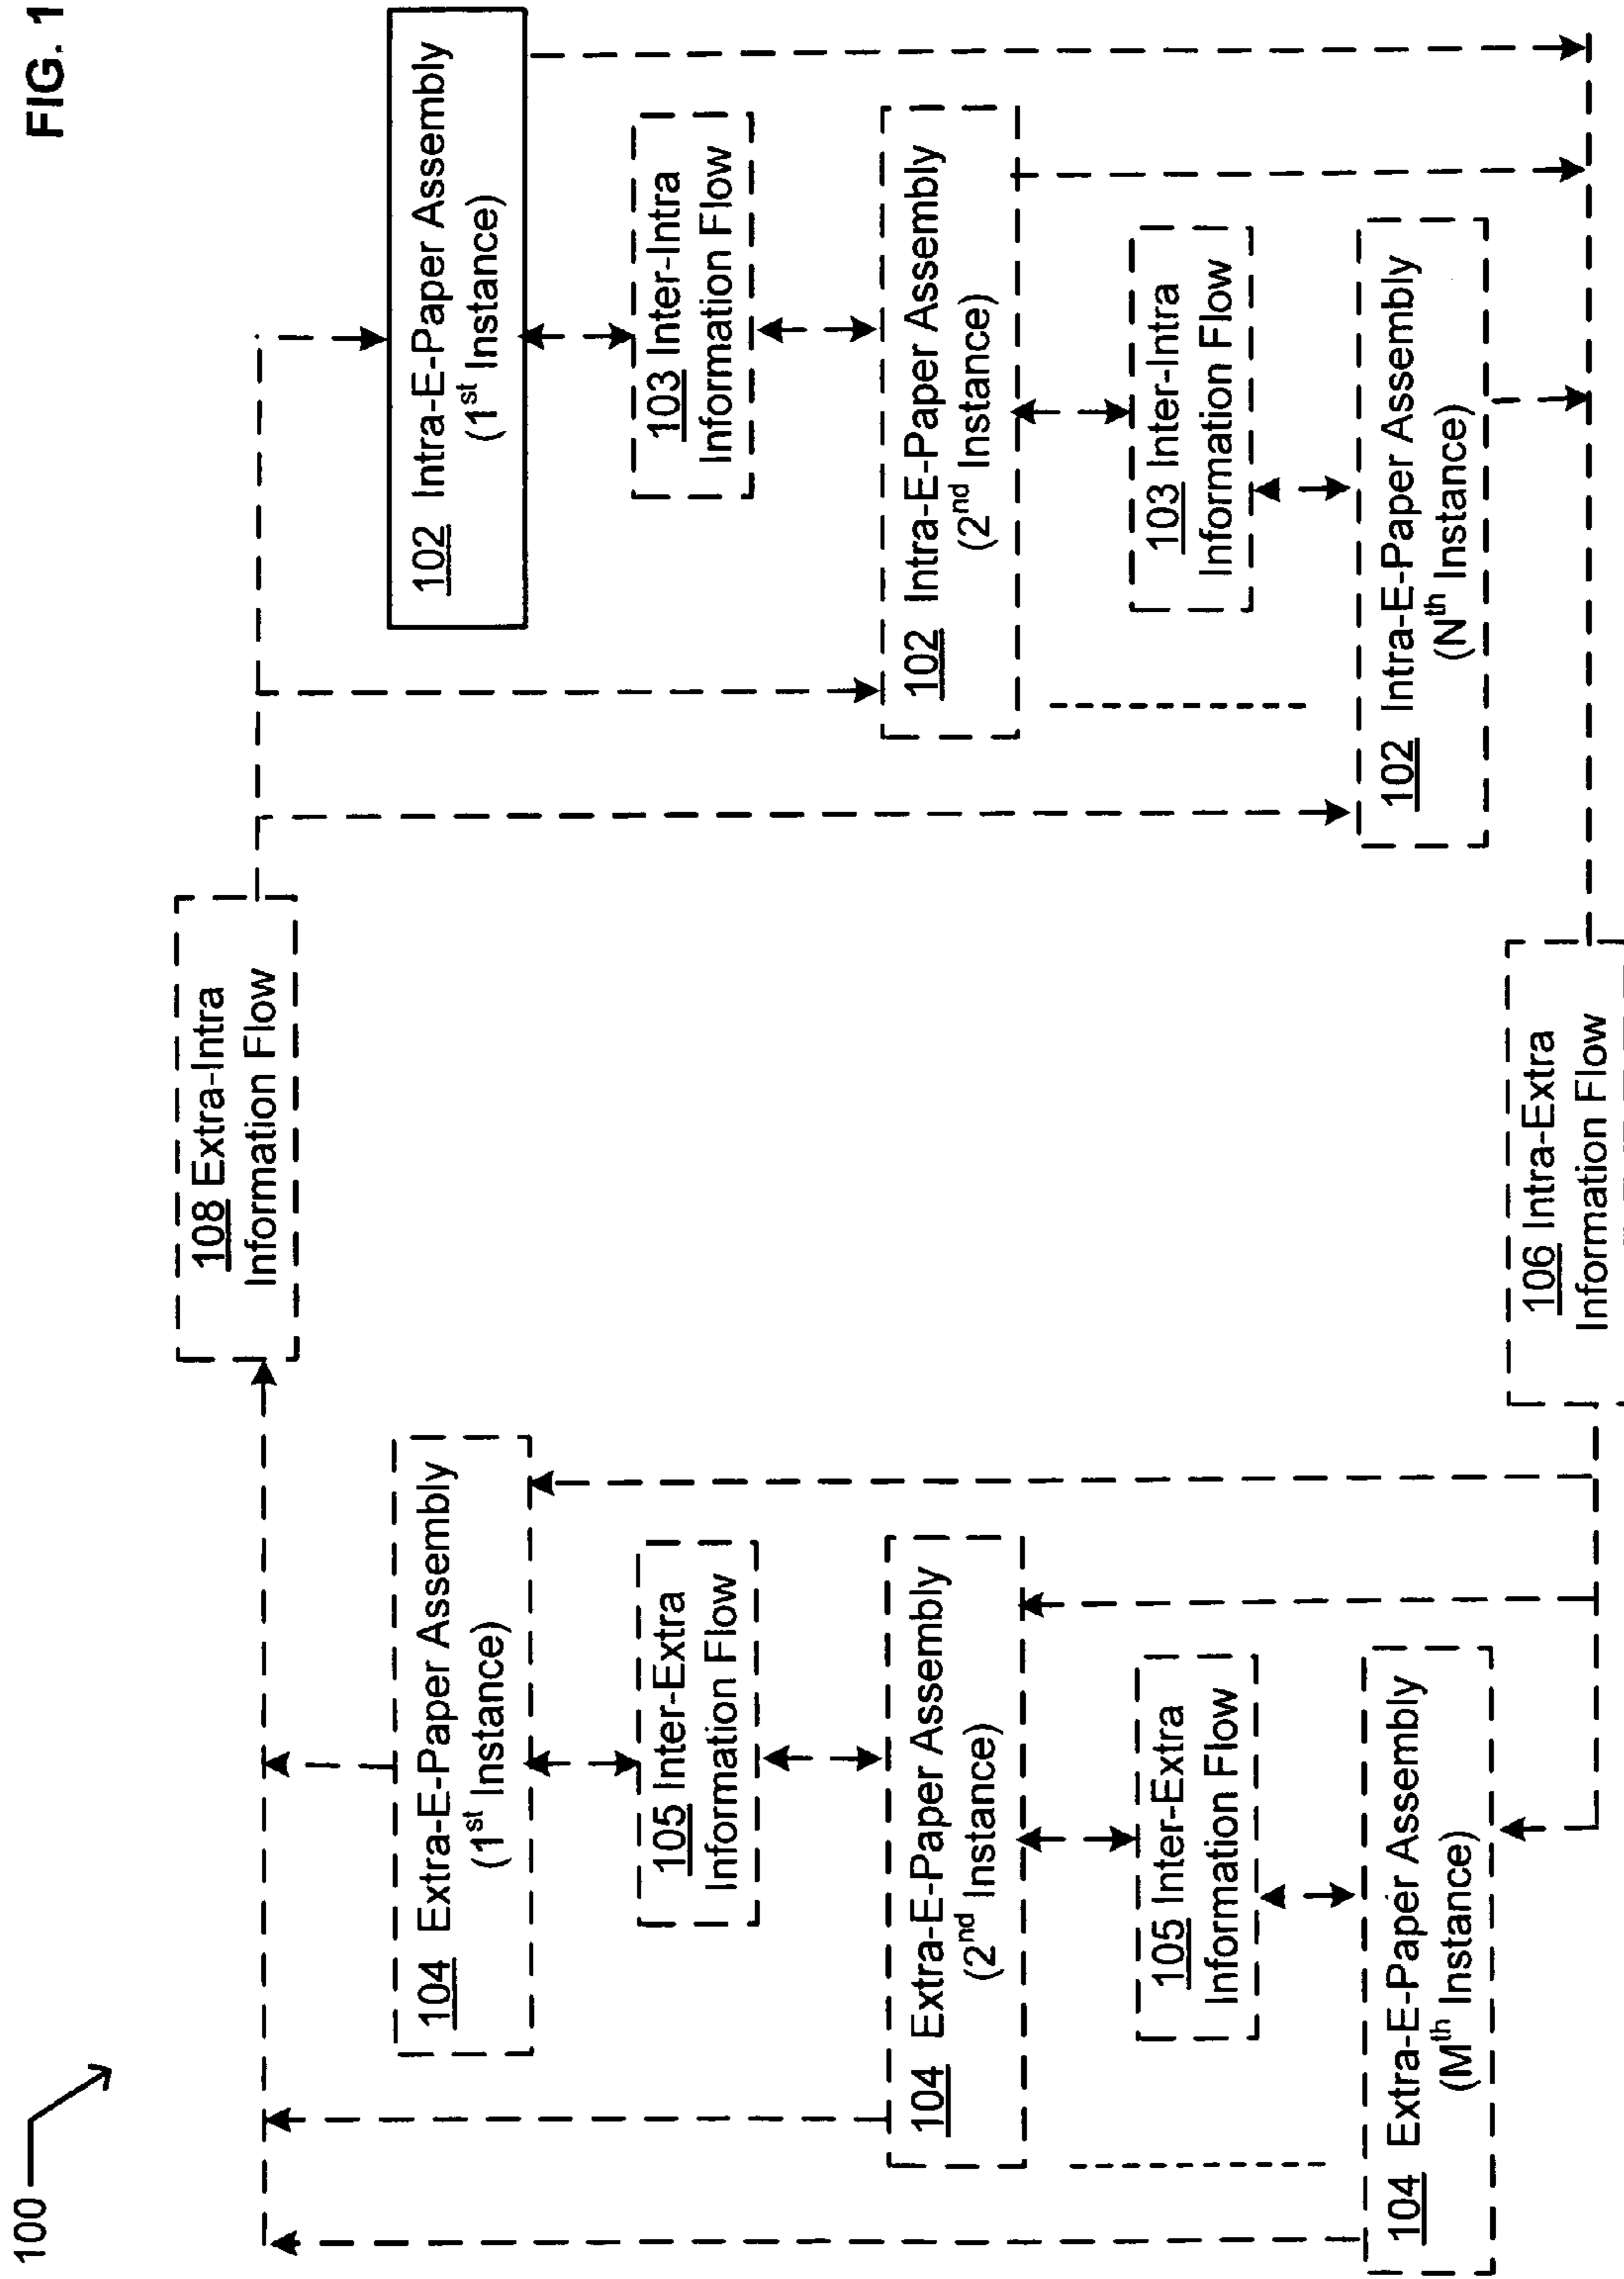 FIG. 1
100
108 Extra-Intra
Information Flow
104 Extra-E-Paper Assembly
(1st Instance)
102 Intra-E-Paper Assembly
(1st Instance)
105 Inter-Extra
Information Flow
103 Inter-Intra
Information Flow
104 Extra-E-Paper Assembly
(2nd Instance)
102 Intra-E-Paper Assembly
(2nd Instance)
105 Inter-Extra
Information Flow
103 Inter-Intra
Information Flow
104 Extra-E-Paper Assembly
(Mth Instance)
102 Intra-E-Paper Assembly
(Nth Instance)
106 Intra-Extra
Information Flow